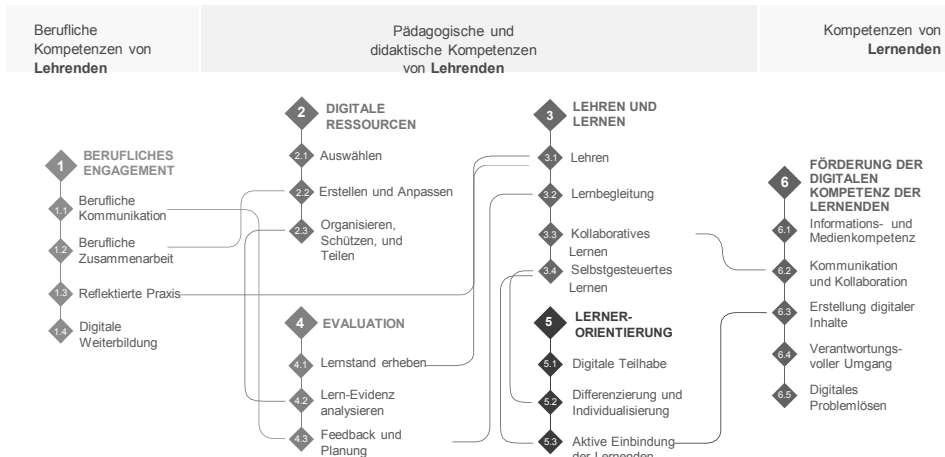 Berufliche
Kompetenzen von
Lehrenden
Pädagogische und
didaktische Kompetenzen
von Lehrenden
Kompetenzen von
Lernenden
1
BERUFLICHES
ENGAGEMENT
1.1
Berufliche
Kommunikation
1.2
Berufliche
Zusammenarbeit
1.3
Reflektierte Praxis
1.4
Digitale
Weiterbildung
2
DIGITALE
RESSOURCEN
2.1
Auswählen
2.2
Erstellen und Anpassen
2.3
Organisieren,
Schützen, und
Teilen
4
EVALUATION
4.1
Lernstand erheben
4.2
Lern-Evidenz
analysieren
4.3
Feedback und
Planung
3
LEHREN UND
LERNEN
3.1
Lehren
3.2
Lernbegleitung
3.3
Kollaboratives
Lernen
3.4
Selbstgesteuertes
Lernen
5
LERNER-
ORIENTIERUNG
5.1
Digitale Teilhabe
5.2
Differenzierung und
Individualisierung
5.3
Aktive Einbindung
der Lernenden
6
FÖRDERUNG DER
DIGITALEN
KOMPETENZ DER
LERNENDEN
6.1
Informations- und
Medienkompetenz
6.2
Kommunikation
und Kollaboration
6.3
Erstellung digitaler
Inhalte
6.4
Verantwortungs-
voller Umgang
6.5
Digitales
Problemlösen